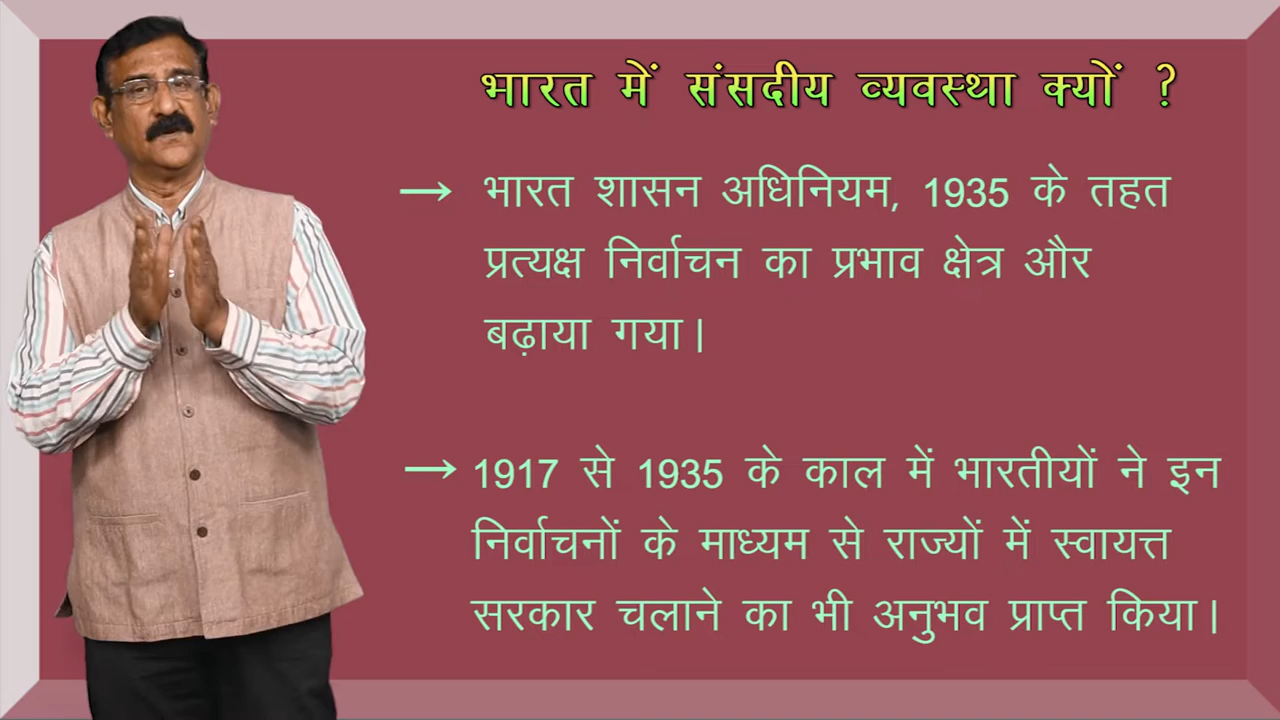 भारत में संसदीय व्यवस्था क्यों ?
→ भारत शासन अधिनियम, 1935 के तहत
प्रत्यक्ष निर्वाचन का प्रभाव क्षेत्र और
बढ़ाया गया।
→ 1917 से 1935 के काल में भारतीयों ने इन
निर्वाचनों के माध्यम से राज्यों में स्वायत्त
सरकार चलाने का भी अनुभव प्राप्त किया।